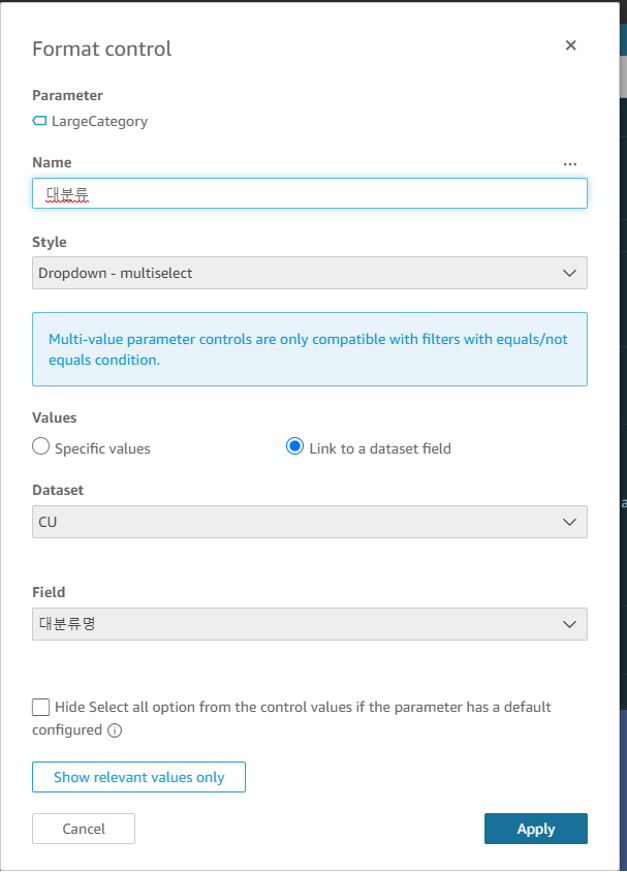 Format control
Parameter
LargeCategory
Name
...
대분류
Style
Dropdown - multiselect
Multi-value parameter controls are only compatible with filters with equals/not
equals condition.
Values
Specific values
Link to a dataset field
Dataset
CU
Field
대분류명
Hide Select all option from the control values if the parameter has a default
configured
Show relevant values only
Cancel
Apply